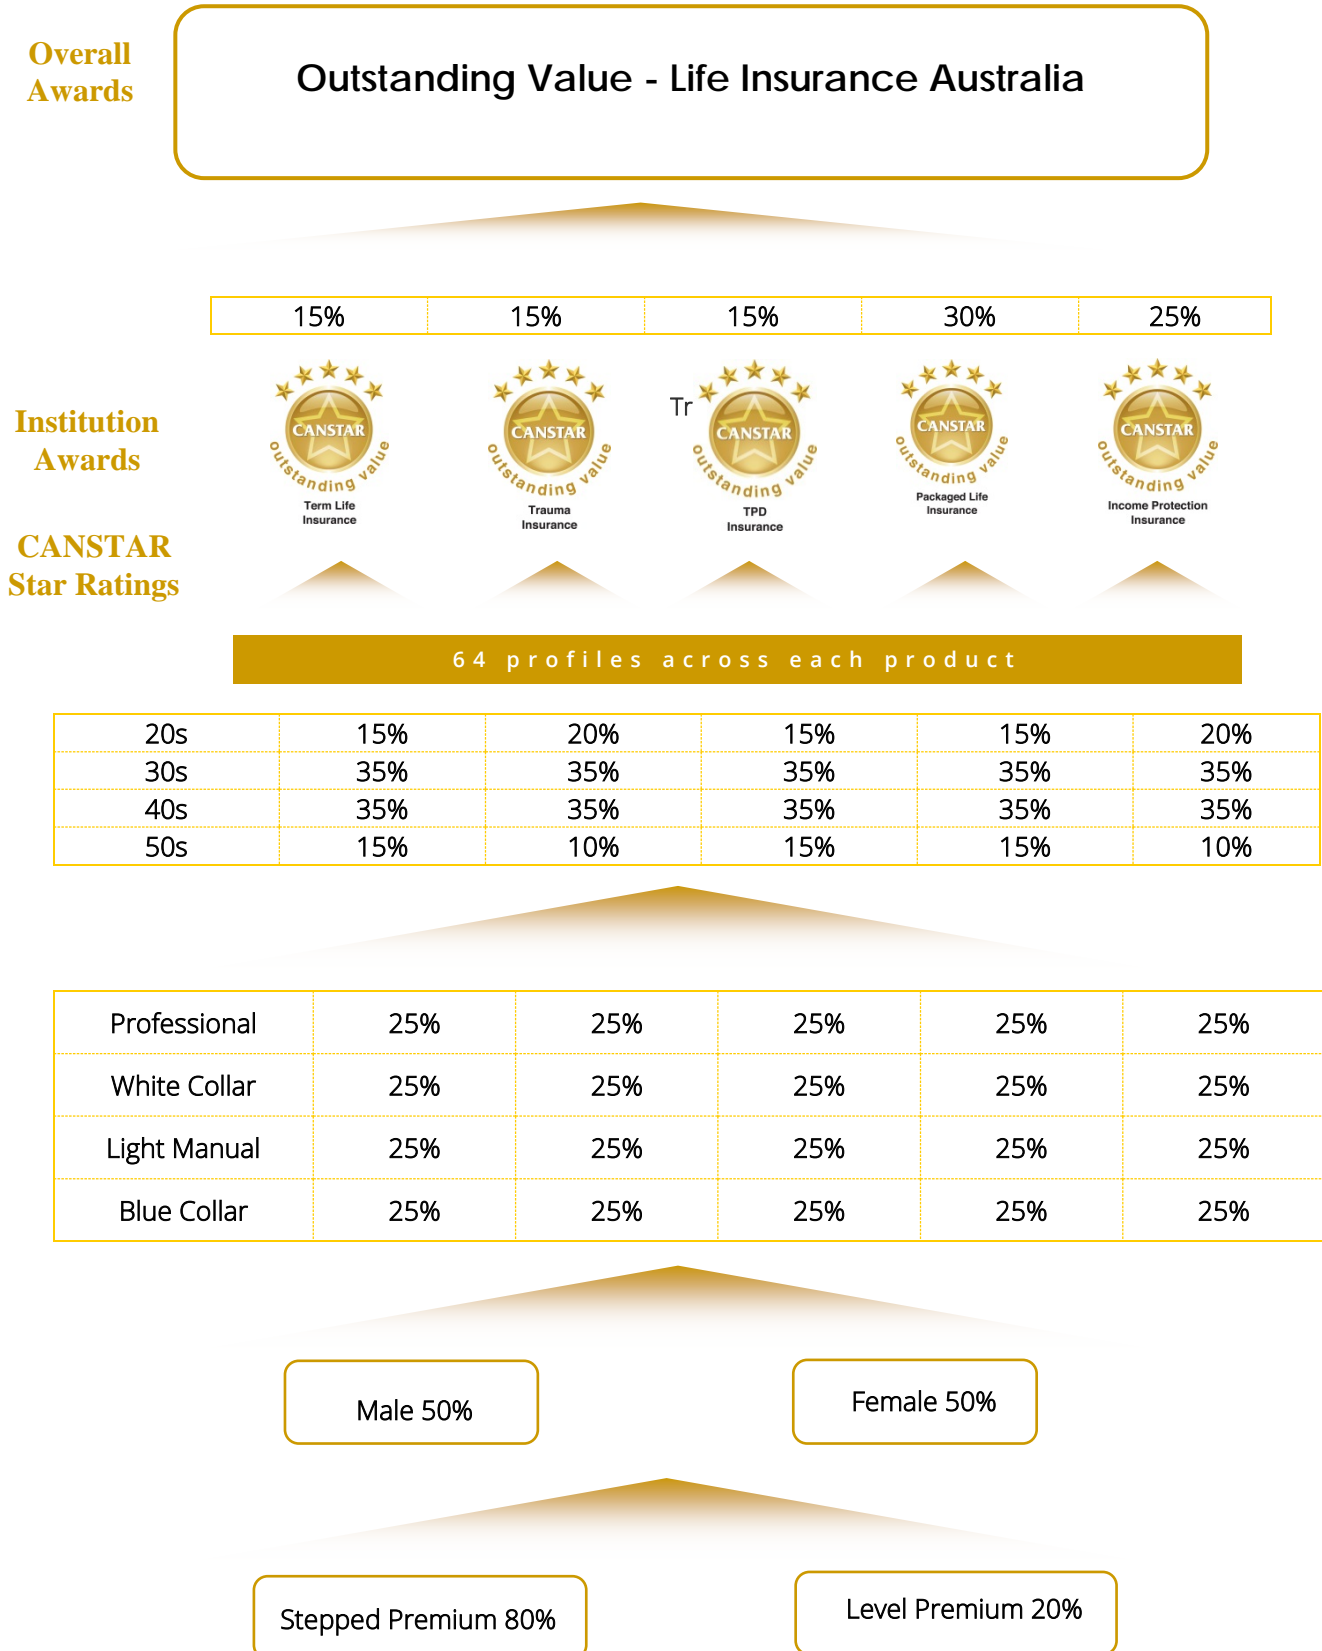 Overall
Awards
Outstanding Value - Life Insurance Australia
15% 15% 15% 30% 25%
Institution
Awards
CANSTAR
outstanding value
Term Life
Insurance
CANSTAR
outstanding value
Trauma
Insurance
Tr
CANSTAR
outstanding value
TPD
Insurance
CANSTAR
outstanding value
Packaged Life
Insurance
CANSTAR
outstanding value
Income Protection
Insurance
CANSTAR
Star Ratings
64 profiles across each product
20s 15% 20% 15% 15% 20%
30s 35% 35% 35% 35% 35%
40s 35% 35% 35% 35% 35%
50s 15% 10% 15% 15% 10%
Professional 25% 25% 25% 25% 25%
White Collar 25% 25% 25% 25% 25%
Light Manual 25% 25% 25% 25% 25%
Blue Collar 25% 25% 25% 25% 25%
Male 50%
Female 50%
Stepped Premium 80%
Level Premium 20%